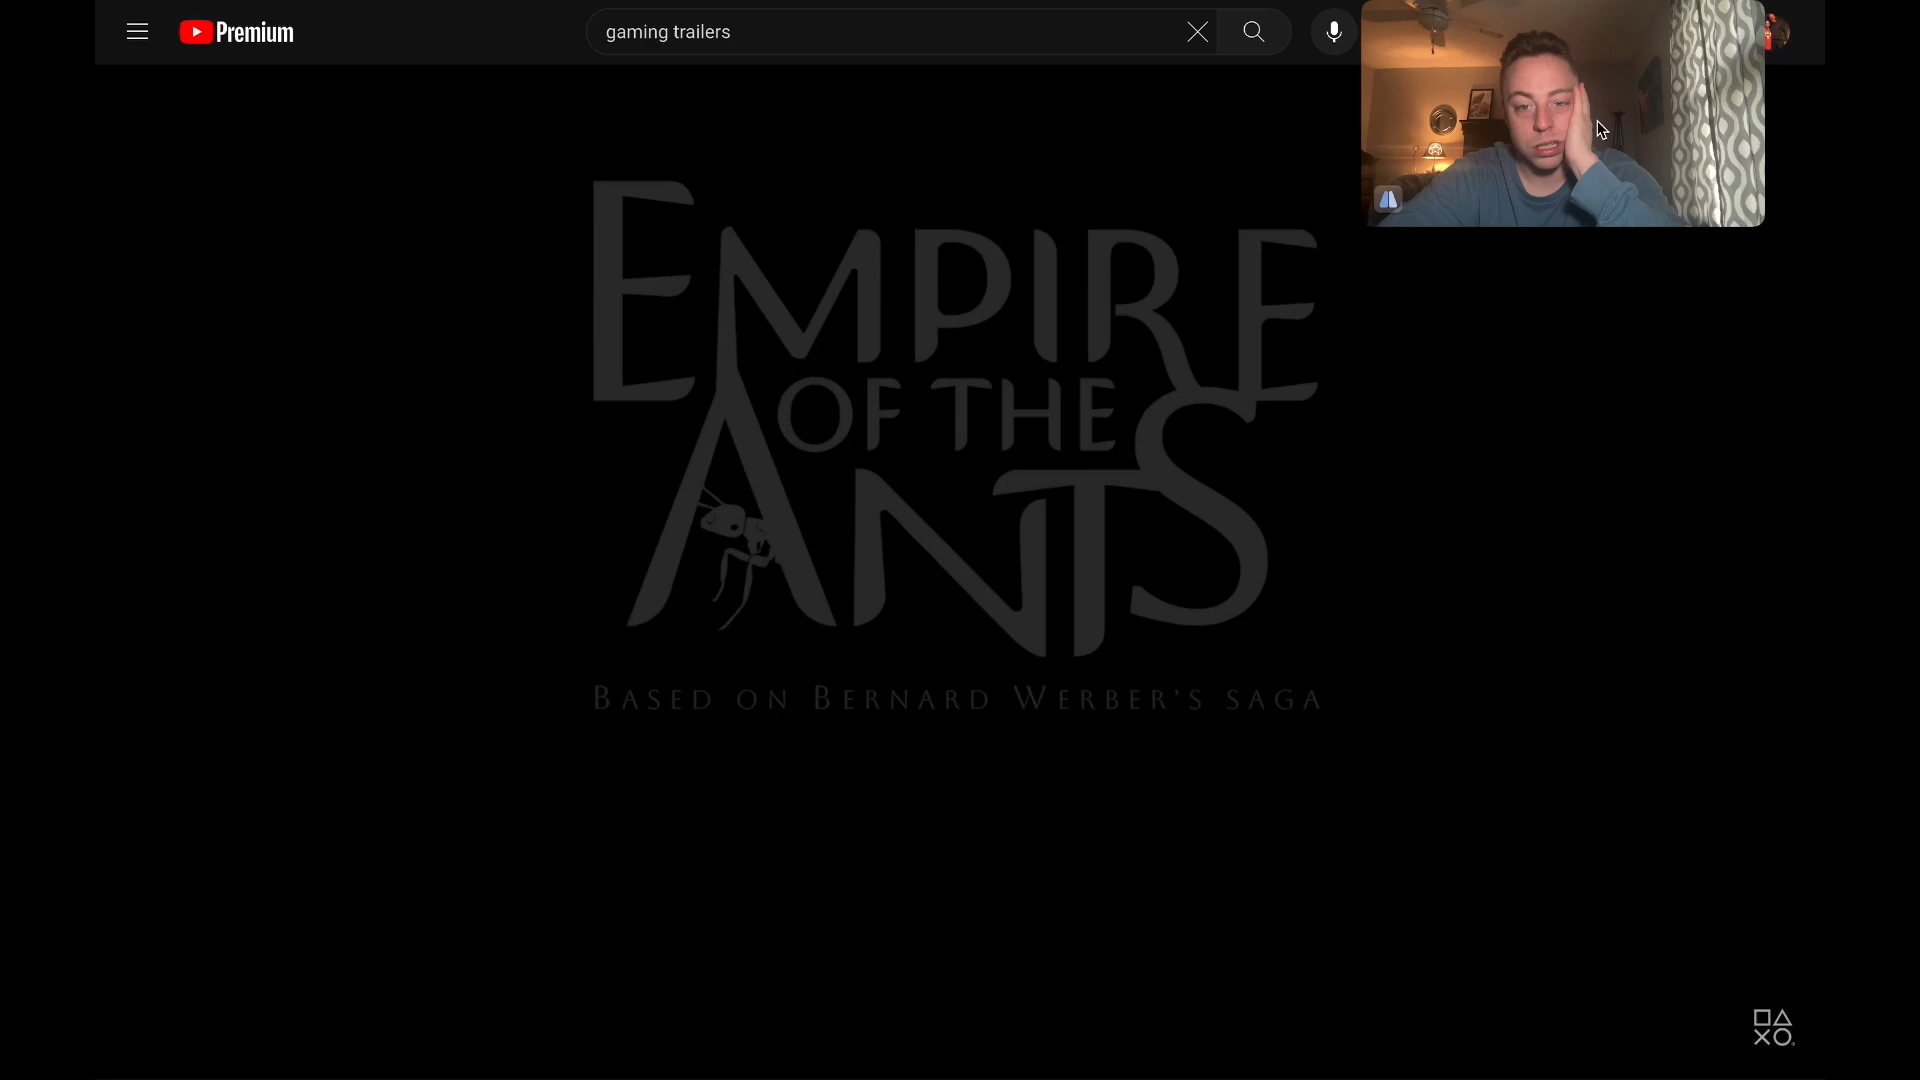 Premium
gaming trailers
EMPIRE
OF THE
ANTS
BASED ON BERNARD WERBER'S SAGA